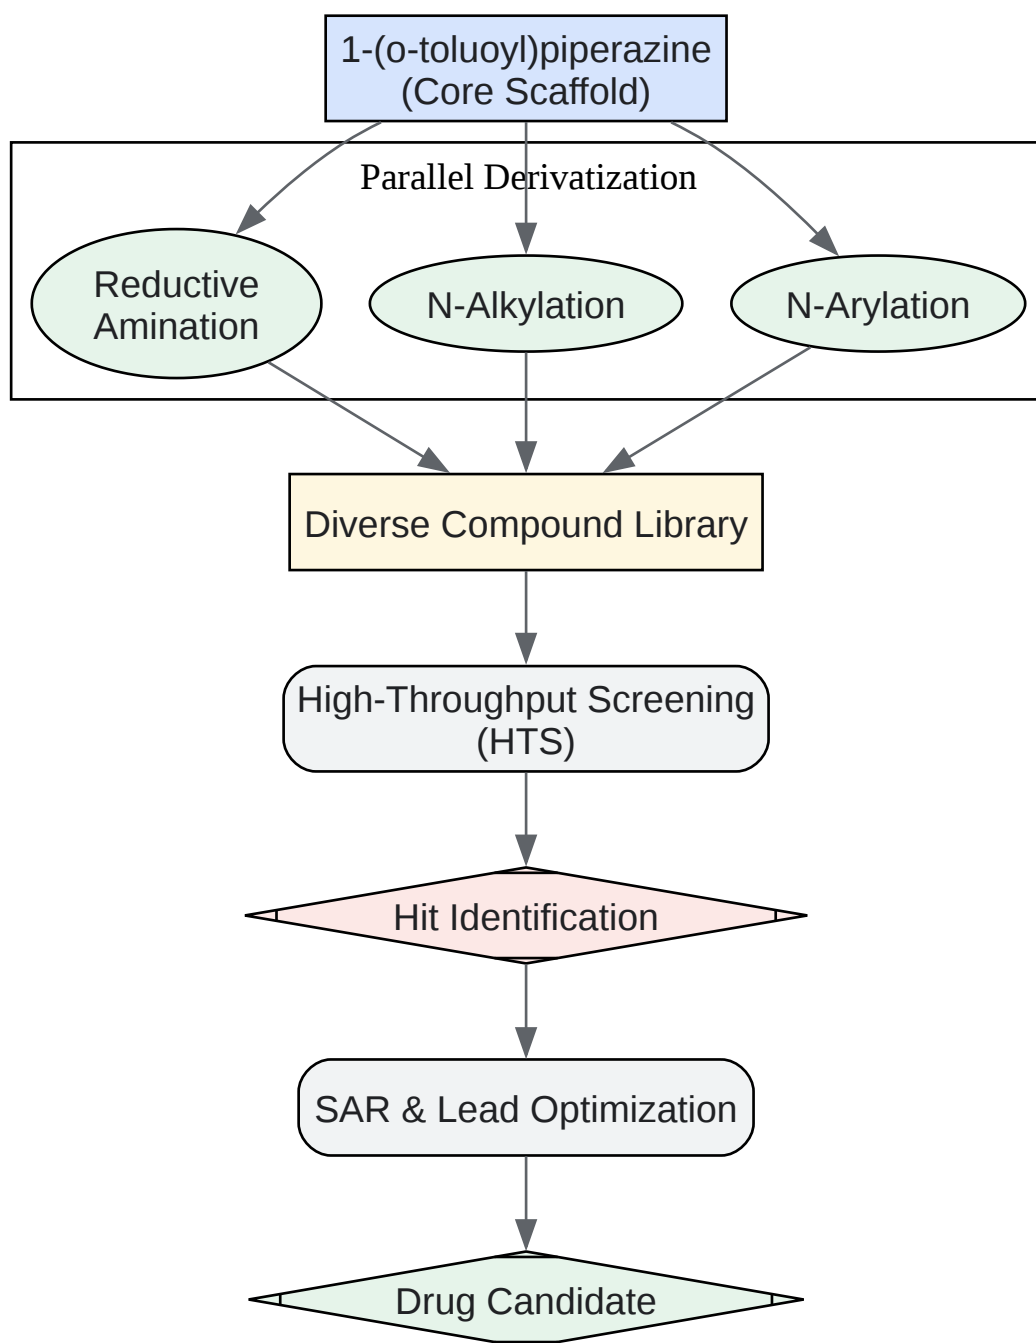 1-(o-toluoyl)piperazine
(Core Scaffold)
Parallel Derivatization
Reductive
Amination
N-Alkylation
N-Arylation
Diverse Compound Library
High-Throughput Screening
(HTS)
Hit Identification
SAR & Lead Optimization
Drug Candidate